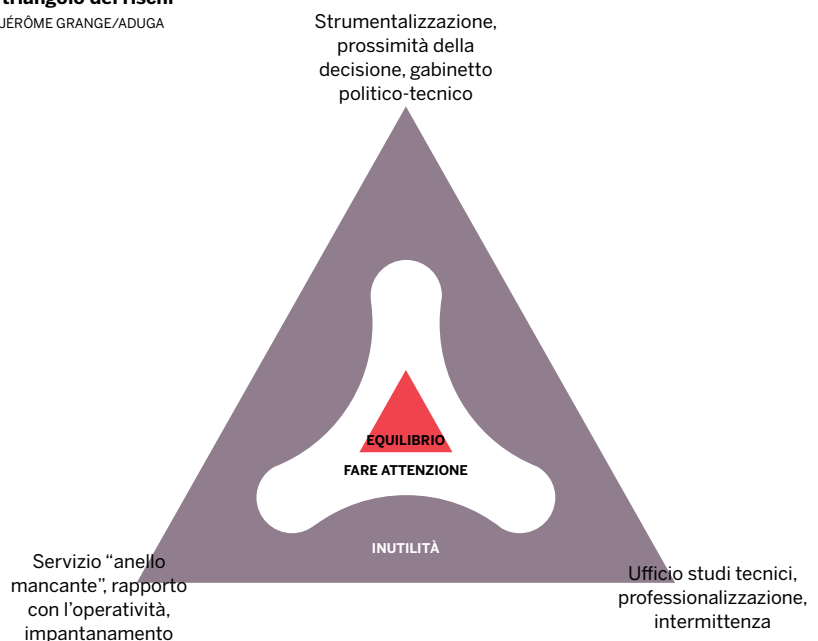 triangolo dei rischi
JÉRÔME GRANGE/ADUGA
Strumentalizzazione,
prossimità della
decisione, gabinetto
politico-tecnico
EQUILIBRIO
FARE ATTENZIONE
INUTILITÀ
Servizio “anello
mancante”, rapporto
con l’operatività,
impantanamento
Ufficio studi tecnici,
professionalizzazione,
intermittenza